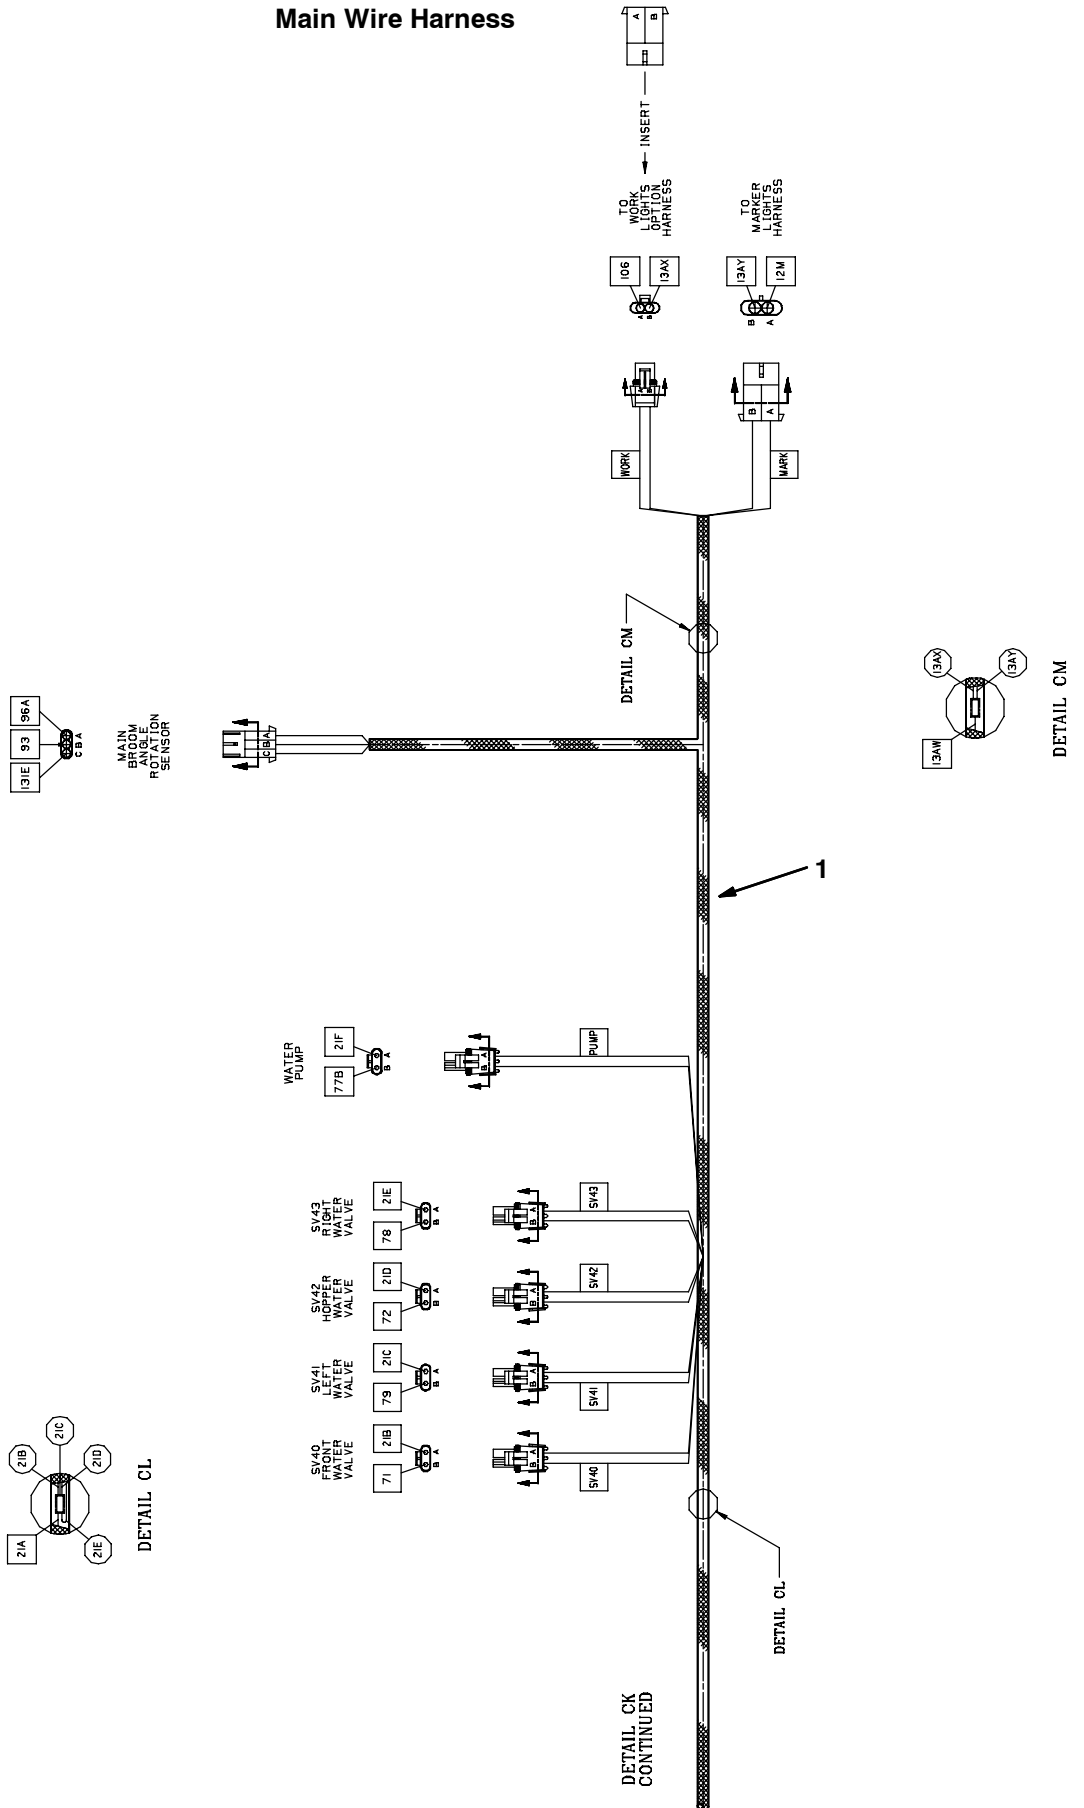 Main Wire Harness
A
B
INSERT
TO
WORK
LIGHTS
OPTION
HARNESS
TO
MARKER
LIGHTS
HARNESS
106
13AX
A
B
13AY
12M
B
A
A
B
B
A
WORK
MARK
DETAIL CM
13AX
13AY
13AW
DETAIL CM
96A
93
131E
C B A
MAIN
BROOM
ANGLE
ROTATION
SENSOR
C B A
1
WATER
PUMP
21F
77B
A
B
A
B
PUMP
SV43
RIGHT
WATER
VALVE
21E
78
A
B
A
B
SV43
SV42
HOPPER
WATER
VALVE
21D
72
A
B
A
B
SV42
SV41
LEFT
WATER
VALVE
21C
79
A
B
A
B
SV41
SV40
FRONT
WATER
VALVE
21B
71
A
B
A
B
SV40
21C
21B
21D
21A
21E
DETAIL CL
DETAIL CL
DETAIL CK
CONTINUED